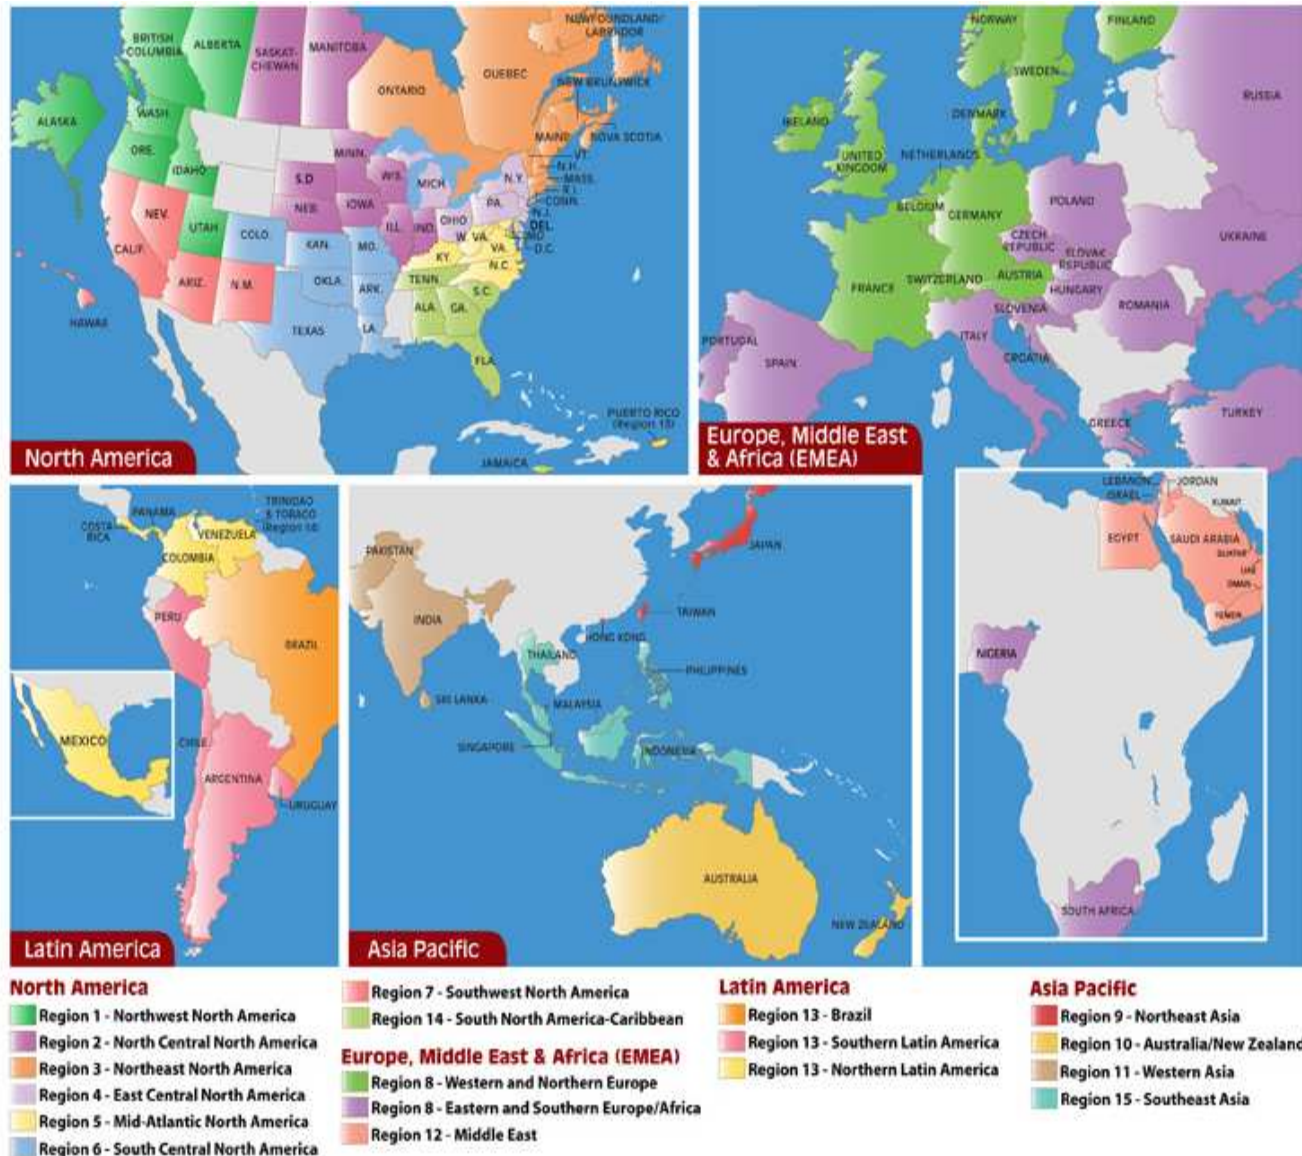 NEWFOUNDLAND/
LABRADOR
BRITISH
COLUMBIA
ALBERTA
SASKAT-
CHEWAN
MANITOBA
ONTARIO
QUEBEC
NEW BRUNSWICK
ALASKA
WASH.
ORE.
IDAHO
MINN.
MAINE
NOVA SCOTIA
VT.
N.H.
MASS.
R.I.
CONN.
N.J.
DEL.
MD
D.C.
S.D
WIS.
MICH
N.Y.
PA.
NEB.
IOWA
ILL.
IND.
OHIO
W. VA.
VA.
NEV.
UTAH
COLO.
KAN.
MO.
KY.
N.C.
CALIF.
ARIZ.
N.M.
OKLA.
ARK.
TENN.
S.C.
ALA.
GA.
TEXAS
LA.
FLA.
HAWAII
PUERTO RICO
(Region 13)
JAMAICA
North America
NORWAY
FINLAND
SWEDEN
RUSSIA
IRELAND
DENMARK
UNITED
KINGDOM
NETHERLANDS
BELGIUM
GERMANY
POLAND
CZECH
REPUBLIC
SLOVAK
REPUBLIC
UKRAINE
FRANCE
SWITZERLAND
AUSTRIA
HUNGARY
SLOVENIA
ROMANIA
ITALY
CROATIA
PORTUGAL
SPAIN
GREECE
TURKEY
Europe, Middle East
& Africa (EMEA)
LEBANON
ISRAEL
JORDAN
KUWAIT
EGYPT
SAUDI ARABIA
QUATAR
UAE
OMAN
YEMEN
NIGERIA
SOUTH AFRICA
TRINIDAD
& TOBAGO
PANAMA
COSTA
RICA
VENEZUELA
COLOMBIA
PERU
BRAZIL
MEXICO
CHILE
ARGENTINA
URUGUAY
Latin America
PAKISTAN
INDIA
JAPAN
TAIWAN
HONG KONG
THAILAND
PHILIPPINES
SRI LANKA
MALAYSIA
SINGAPORE
INDONESIA
AUSTRALIA
NEW ZEALAND
Asia Pacific
North America
Region 1 - Northwest North America
Region 2 - North Central North America
Region 3 - Northeast North America
Region 4 - East Central North America
Region 5 - Mid-Atlantic North America
Region 6 - South Central North America
Region 7 - Southwest North America
Region 14 - South North America-Caribbean
Europe, Middle East & Africa (EMEA)
Region 8 - Western and Northern Europe
Region 8 - Eastern and Southern Europe/Africa
Region 12 - Middle East
Latin America
Region 13 - Brazil
Region 13 - Southern Latin America
Region 13 - Northern Latin America
Asia Pacific
Region 9 - Northeast Asia
Region 10 - Australia/New Zealand
Region 11 - Western Asia
Region 15 - Southeast Asia